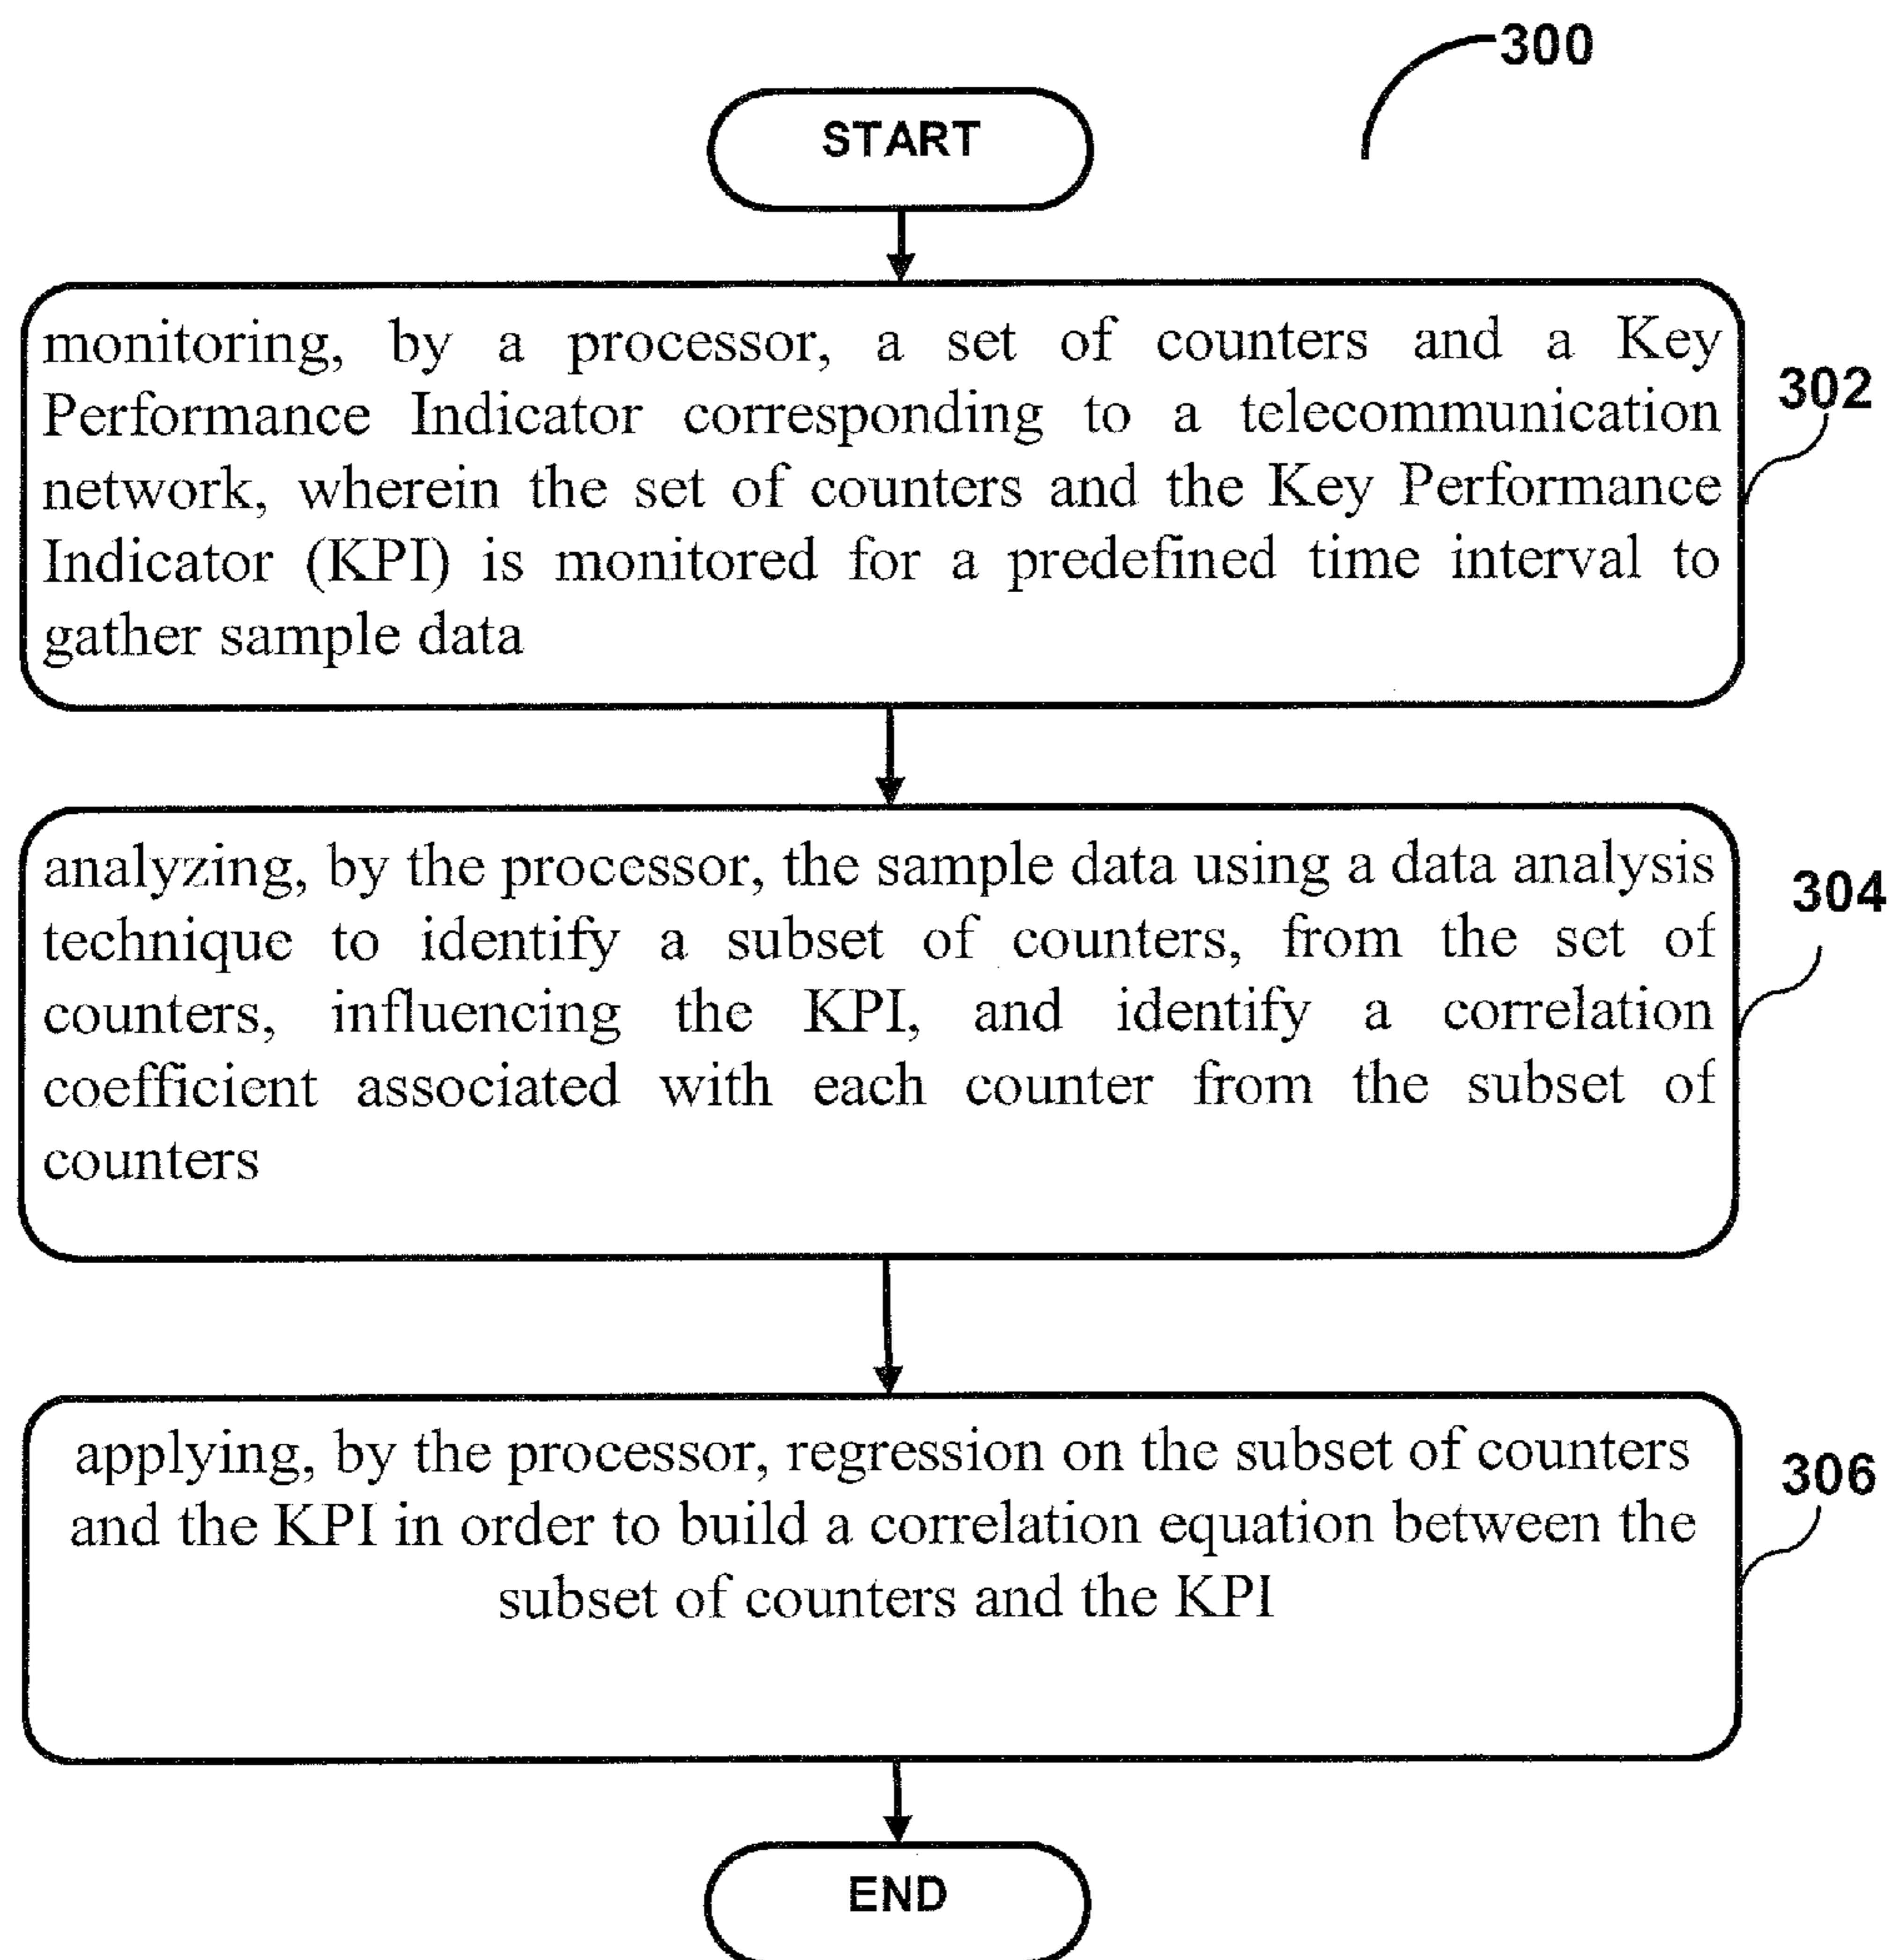 300
START
monitoring, by a processor, a set of counters and a Key
Performance Indicator corresponding to a telecommunication
network, wherein the set of counters and the Key Performance
Indicator (KPI) is monitored for a predefined time interval to
gather sample data
302
analyzing, by the processor, the sample data using a data analysis
technique to identify a subset of counters, from the set of
counters, influencing the KPI, and identify a correlation
coefficient associated with each counter from the subset of
counters
304
applying, by the processor, regression on the subset of counters
and the KPI in order to build a correlation equation between the
subset of counters and the KPI
306
END